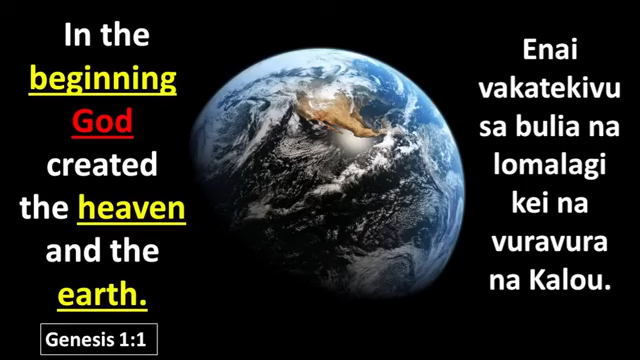 In the
beginning
God
created
the heaven
and the
earth.
Genesis 1:1
Enai
vakatekivu
sa bulia na
lomalagi
kei na
vuravura
na Kalou.